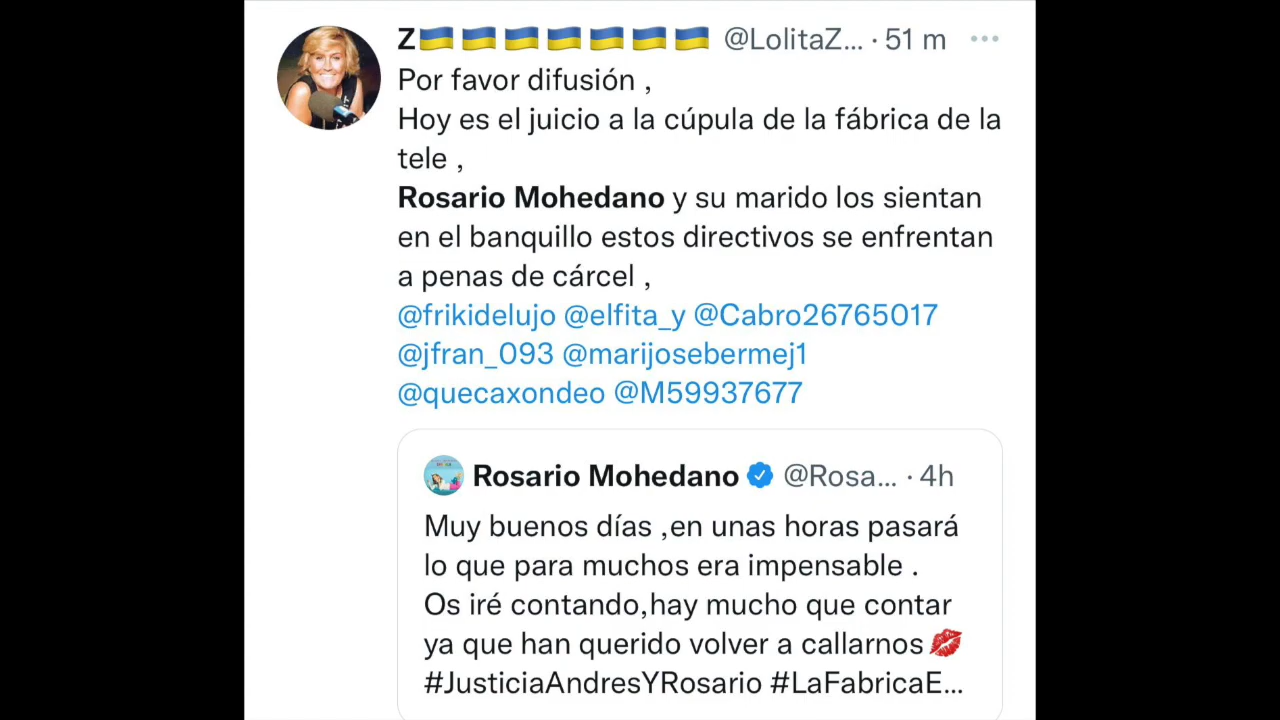 Z🇺🇦🇺🇦🇺🇦🇺🇦🇺🇦🇺🇦🇺🇦 @LolitaZ... · 51 m
Por favor difusión ,
Hoy es el juicio a la cúpula de la fábrica de la
tele ,
Rosario Mohedano y su marido los sientan
en el banquillo estos directivos se enfrentan
a penas de cárcel ,
@frikidelujo @elfita_y @Cabro26765017
@jfran_093 @marijosebermej1
@quecaxondeo @M59937677
Rosario Mohedano @Rosa... · 4h
Muy buenos días ,en unas horas pasará
lo que para muchos era impensable .
Os iré contando,hay mucho que contar
ya que han querido volver a callarnos💋
#JusticiaAndresYRosario #LaFabricaE...